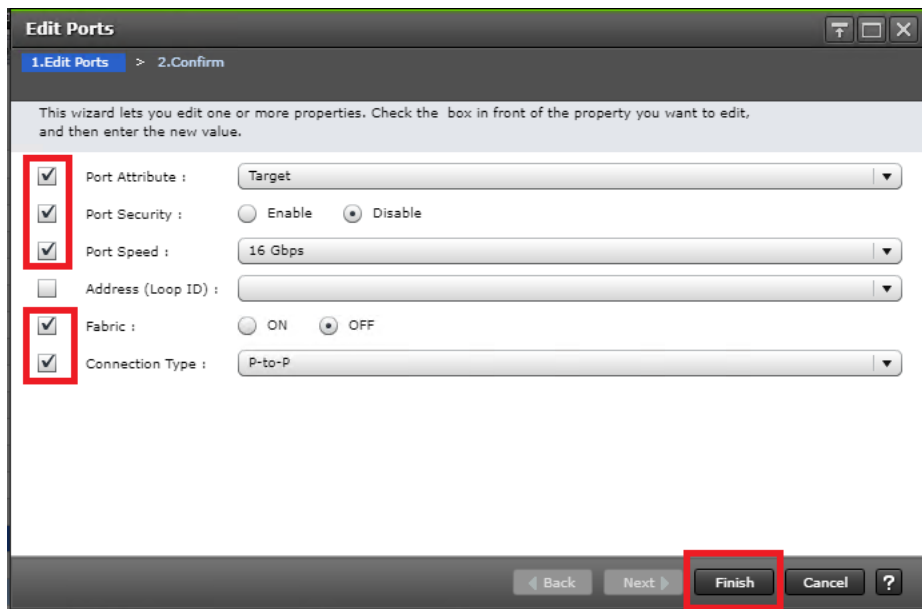 Edit Ports
1.Edit Ports > 2.Confirm
This wizard lets you edit one or more properties. Check the box in front of the property you want to edit,
and then enter the new value.
Port Attribute : Target
Port Security : Enable Disable
Port Speed : 16 Gbps
Address (Loop ID) :
Fabric : ON OFF
Connection Type : P-to-P
Back Next Finish Cancel ?